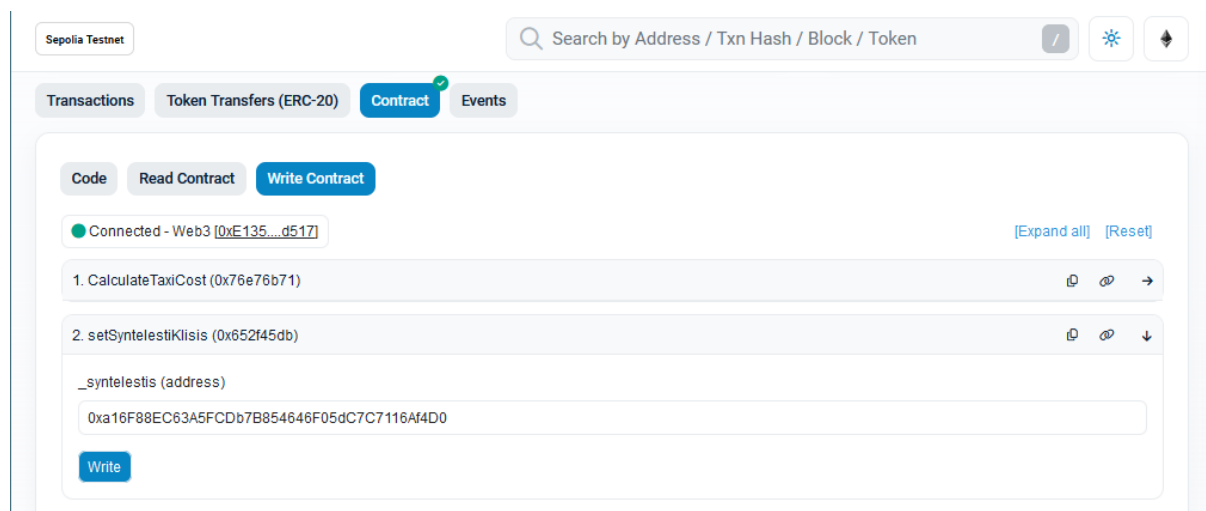 Sepolia Testnet
Search by Address / Txn Hash / Block / Token
/
Transactions Token Transfers (ERC-20) Contract Events
Code Read Contract Write Contract
Connected - Web3 [0xE135....d517]
[Expand all] [Reset]
1. CalculateTaxiCost (0x76e76b71)
2. setSyntelestiKlisis (0x652f45db)
_syntelestis (address)
0xa16F88EC63A5FCDb7B854646F05dC7C7116Af4D0
Write